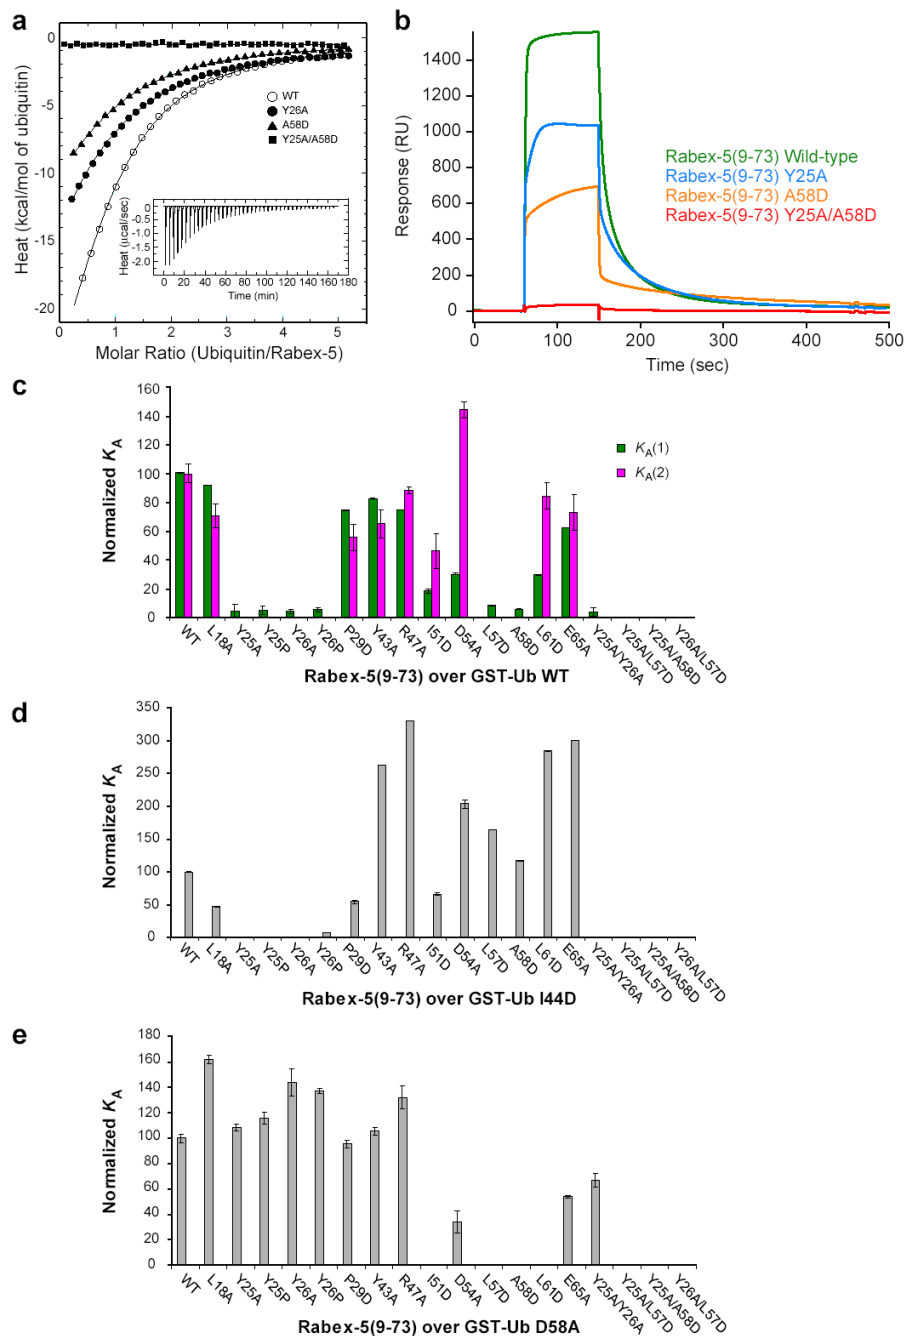 a
0
-5
-10
-15
-20
Heat (kcal/mol of ubiquitin)
WT
Y26A
A58D
Y25A/A58D
0.0
-0.5
-1.0
-1.5
-2.0
Heat (µcal/sec)
0 20 40 60 80 100 120 140 160 180
Time (min)
0 1 2 3 4 5
Molar Ratio (Ubiquitin/Rabex-5)
b
1400
1200
1000
800
600
400
200
0
Response (RU)
Rabex-5(9-73) Wild-type
Rabex-5(9-73) Y25A
Rabex-5(9-73) A58D
Rabex-5(9-73) Y25A/A58D
0 100 200 300 400 500
Time (sec)
c
160
140
120
100
80
60
40
20
0
Normalized KA
KA(1)
KA(2)
WT L18A Y25A Y25P Y26A Y26P P29D Y43A R47A I51D D54A L57D A58D L61D E65A Y25A/Y26A Y25A/L57D Y25A/A58D Y26A/L57D
Rabex-5(9-73) over GST-Ub WT
d
350
300
250
200
150
100
50
0
Normalized KA
WT L18A Y25A Y25P Y26A Y26P P29D Y43A R47A I51D D54A L57D A58D L61D E65A Y25A/Y26A Y25A/L57D Y25A/A58D Y26A/L57D
Rabex-5(9-73) over GST-Ub I44D
e
180
160
140
120
100
80
60
40
20
0
Normalized KA
WT L18A Y25A Y25P Y26A Y26P P29D Y43A R47A I51D D54A L57D A58D L61D E65A Y25A/Y26A Y25A/L57D Y25A/A58D Y26A/L57D
Rabex-5(9-73) over GST-Ub D58A